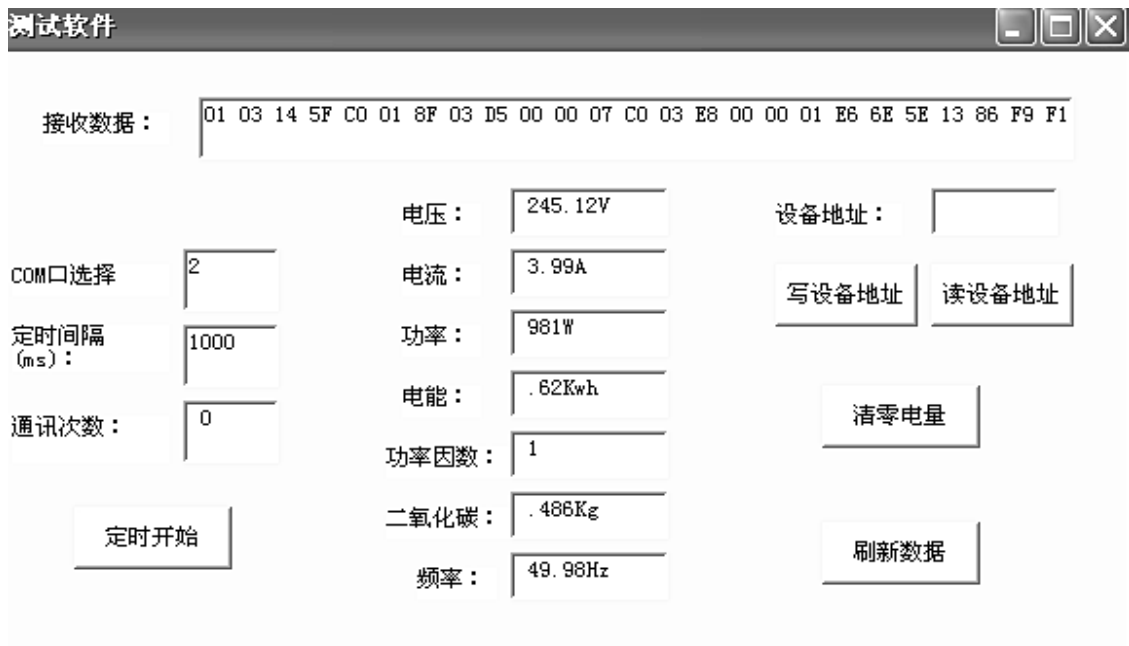 测试软件
接收数据：
01 03 14 5F C0 01 8F 03 D5 00 00 07 C0 03 E8 00 00 01 E6 6E 5E 13 86 F9 F1
电压：
245.12V
设备地址：
COM口选择
2
电流：
3.99A
写设备地址
读设备地址
定时间隔
(ms)：
1000
功率：
981W
电能：
.62Kwh
清零电量
通讯次数：
0
功率因数：
1
二氧化碳：
.486Kg
定时开始
刷新数据
频率：
49.98Hz